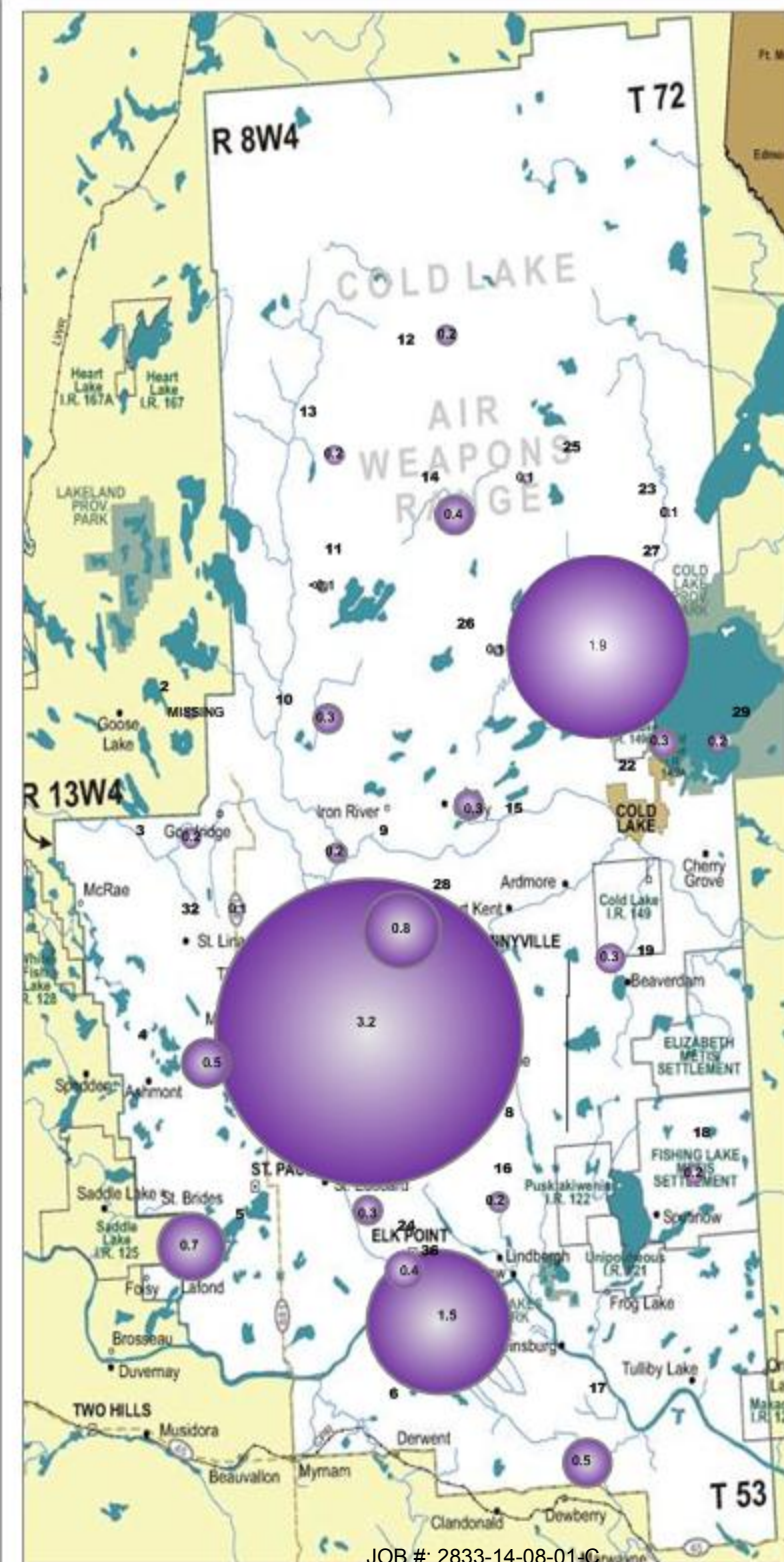 T 72
R 8W4
COLD LAKE
12
0.2
Heart
Lake
I.R. 167A
Heart
Lake
I.R. 167
13
AIR
WEAPONS
RANGE
0.2
25
14
0.1
LAKELAND
PROV.
PARK
0.4
23
0.1
11
27
COLD
LAKE
PROV.
PARK
26
1.9
2
MISSING
10
0.3
29
Goose
Lake
0.3
0.2
22
R 13W4
Iron River
0.3
15
COLD
LAKE
3
0.2
9
0.2
Cherry
Grove
McRae
28
Ardmore
32
0.1
Cold Lake
I.R. 149
0.8
St. Lina
0.3
19
Beaverdam
3.2
4
0.5
ELIZABETH
METIS
SETTLEMENT
Spedden
Ashmont
8
18
FISHING LAKE
METIS
SETTLEMENT
0.2
16
Saddle Lake
St. Brides
0.2
Saddle
Lake
I.R. 125
5
0.3
I.R. 122
24
ELK POINT
36
0.7
0.4
Lindbergh
Foisy
Lafond
Frog Lake
1.5
Brosseau
Duvernay
Tulliby Lake
6
17
TWO HILLS
Musidora
45
Derwent
Beauvallon
Myrnam
0.5
T 53
Clandonald
Dewberry
45
JOB #: 2833-14-08-01-C